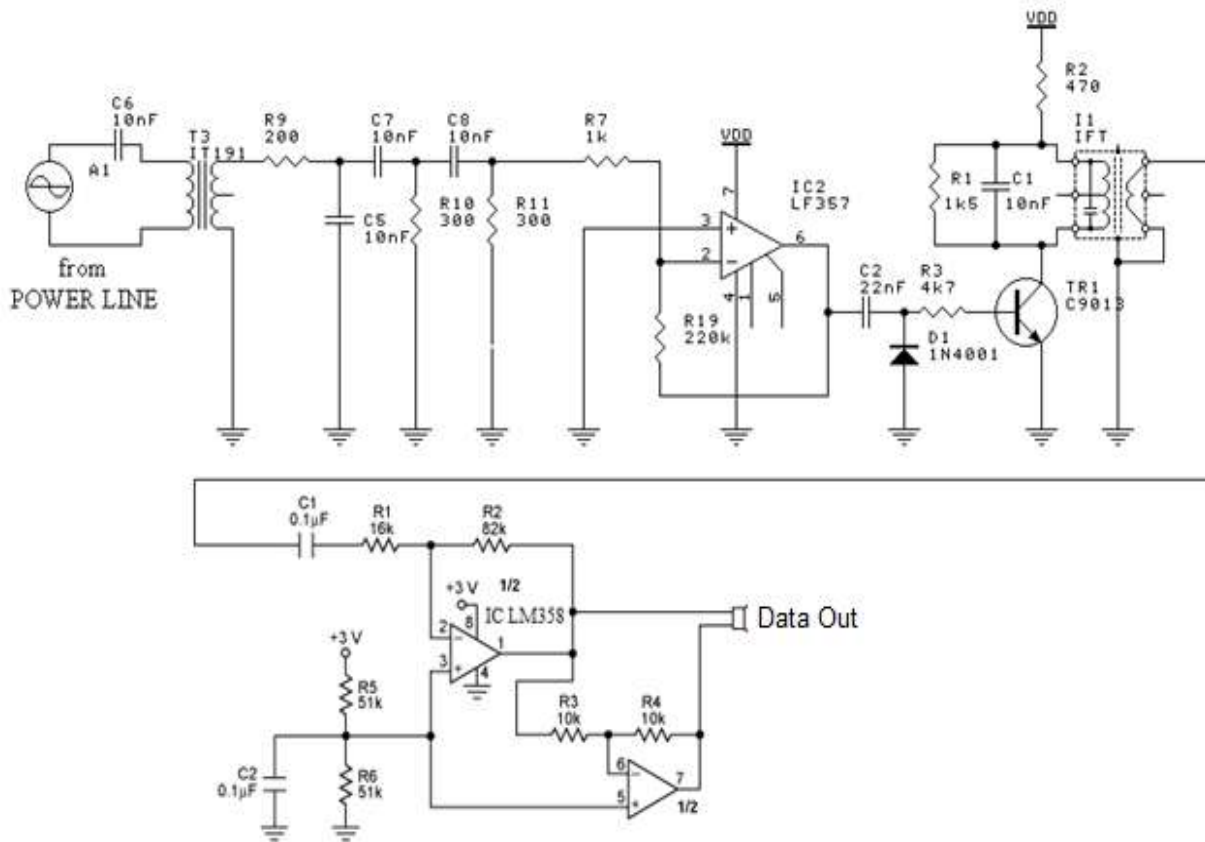 VDD
R2
470
I1
IFT
C6
10nF
A1
T3
IT191
R9
200
C7
10nF
C8
10nF
R7
1k
VDD
IC2
LF357
C5
10nF
R10
300
R11
300
3
+
2
-
7
6
4
1
5
R19
220k
C2
22nF
R3
4k7
D1
1N4001
R1
1k5
C1
10nF
TR1
C9013
from
POWER LINE
C1
0.1µF
R1
16k
R2
82k
+3 V
1/2
IC LM358
2
-
3
+
8
4
1
Data Out
+3 V
R5
51k
R3
10k
R4
10k
C2
0.1µF
R6
51k
6
-
5
+
7
1/2